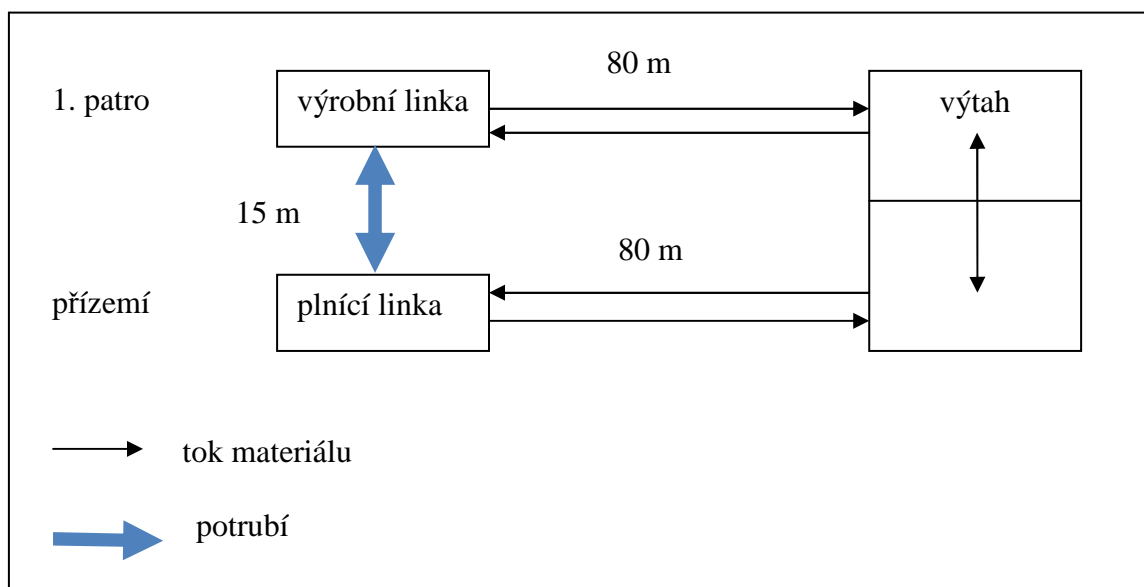 80 m
1. patro
výrobní linka
výtah
15 m
80 m
přízemí
plnící linka
tok materiálu
potrubí